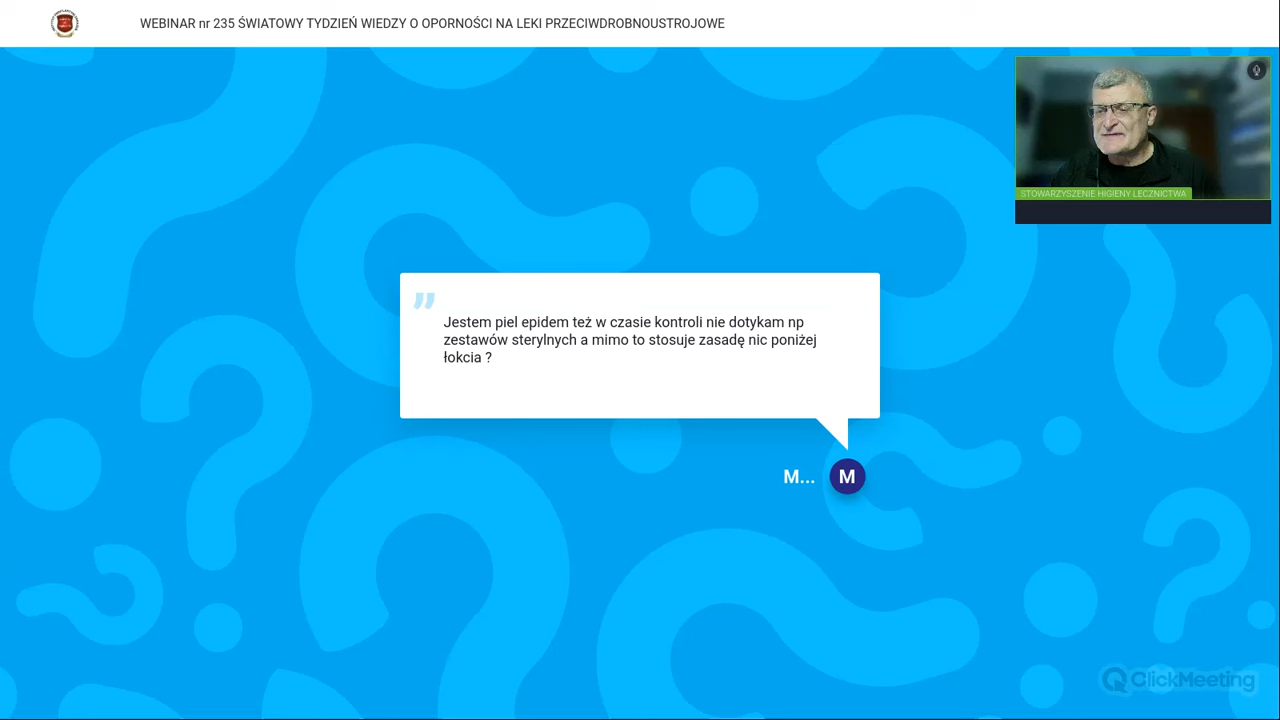 WEBINAR nr 235 ŚWIATOWY TYDZIEŃ WIEDZY O OPORNOŚCI NA LEKI PRZECIWDROBNOUSTROJOWE
STOWARZYSZENIE HIGIENY LECZNICTWA
Jestem piel epidem też w czasie kontroli nie dotykam np
zestawów sterylnych a mimo to stosuje zasadę nic poniżej
łokcia ?
M... M
ClickMeeting